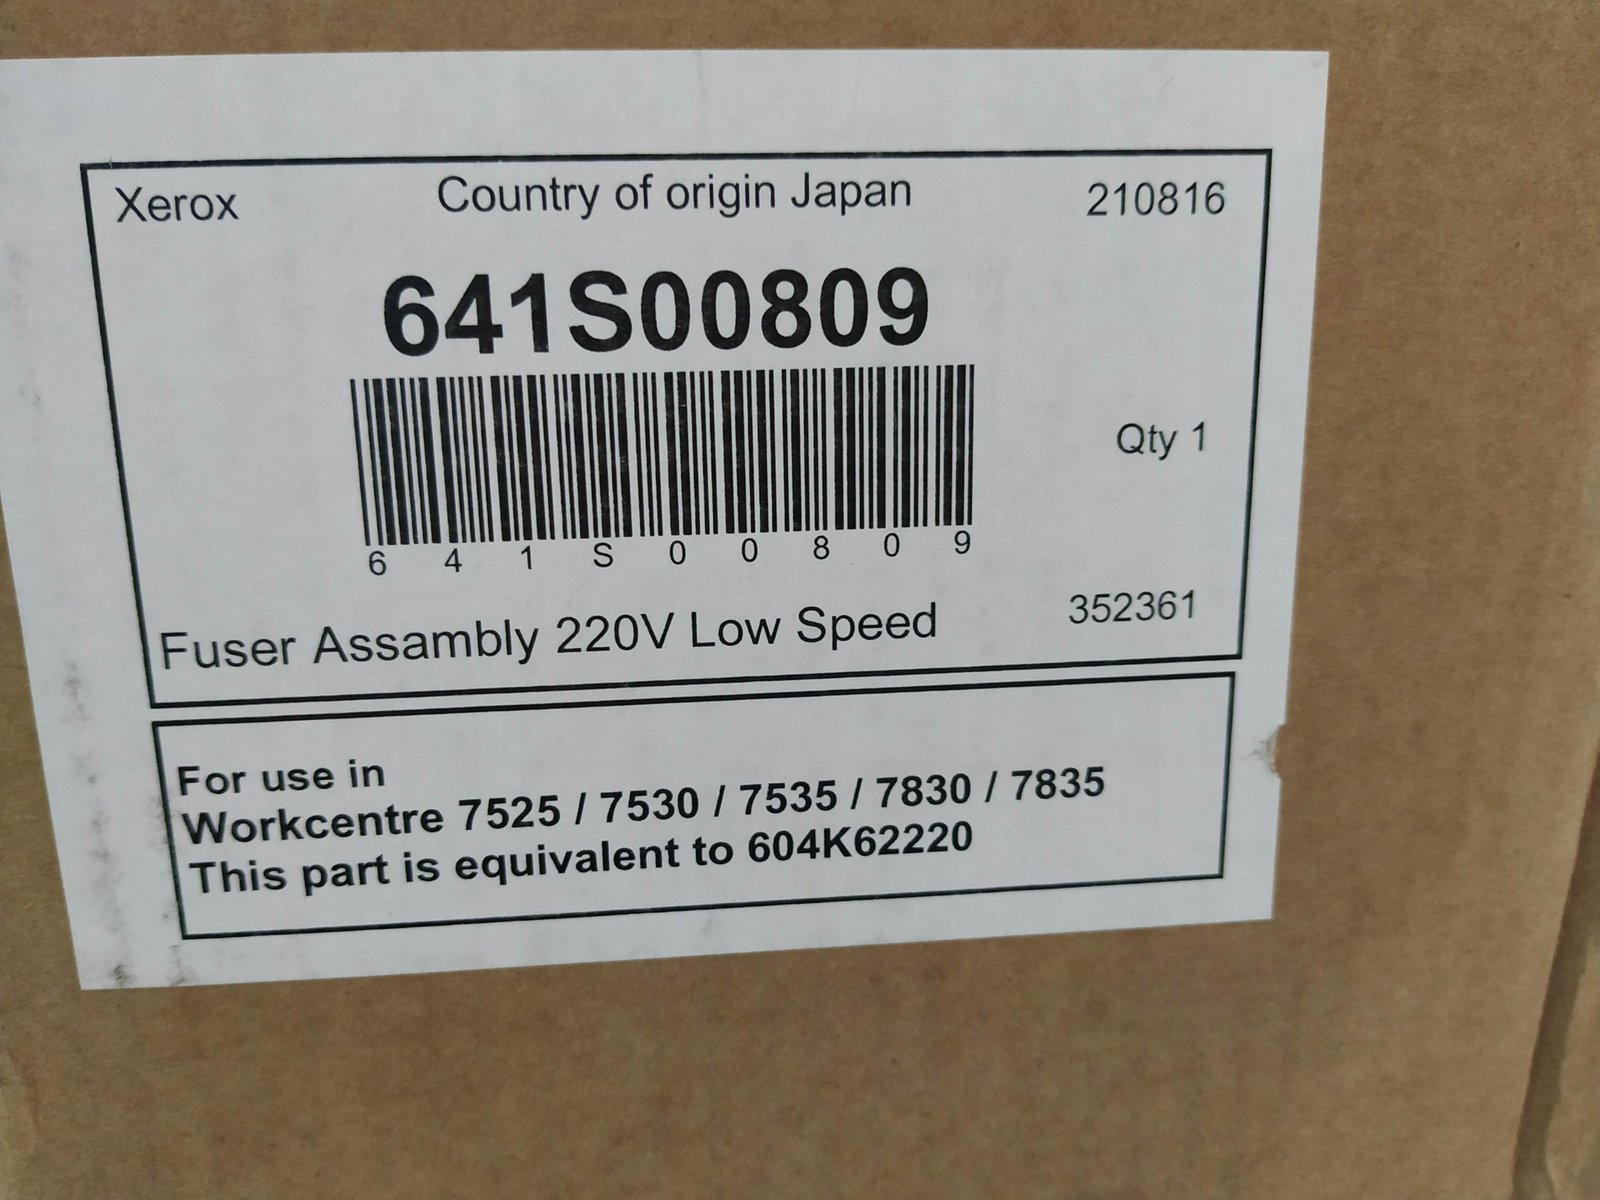 Xerox Country of origin Japan 210816
641S00809
Qty 1
6 4 1 S 0 0 8 0 9
Fuser Assambly 220V Low Speed 352361
For use in
Workcentre 7525 / 7530 / 7535 / 7830 / 7835
This part is equivalent to 604K62220